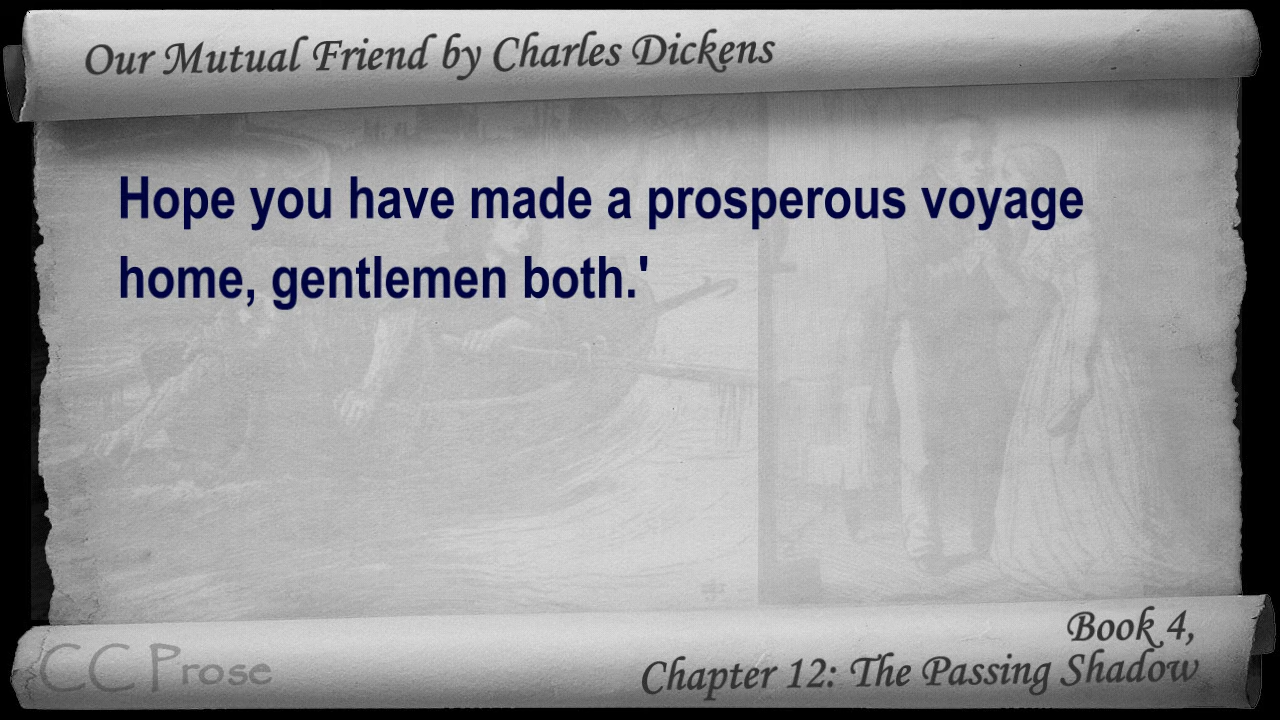 Our Mutual Friend by Charles Dickens
Hope you have made a prosperous voyage
home, gentlemen both.'
Book 4,
CC Prose
Chapter 12: The Passing Shadow